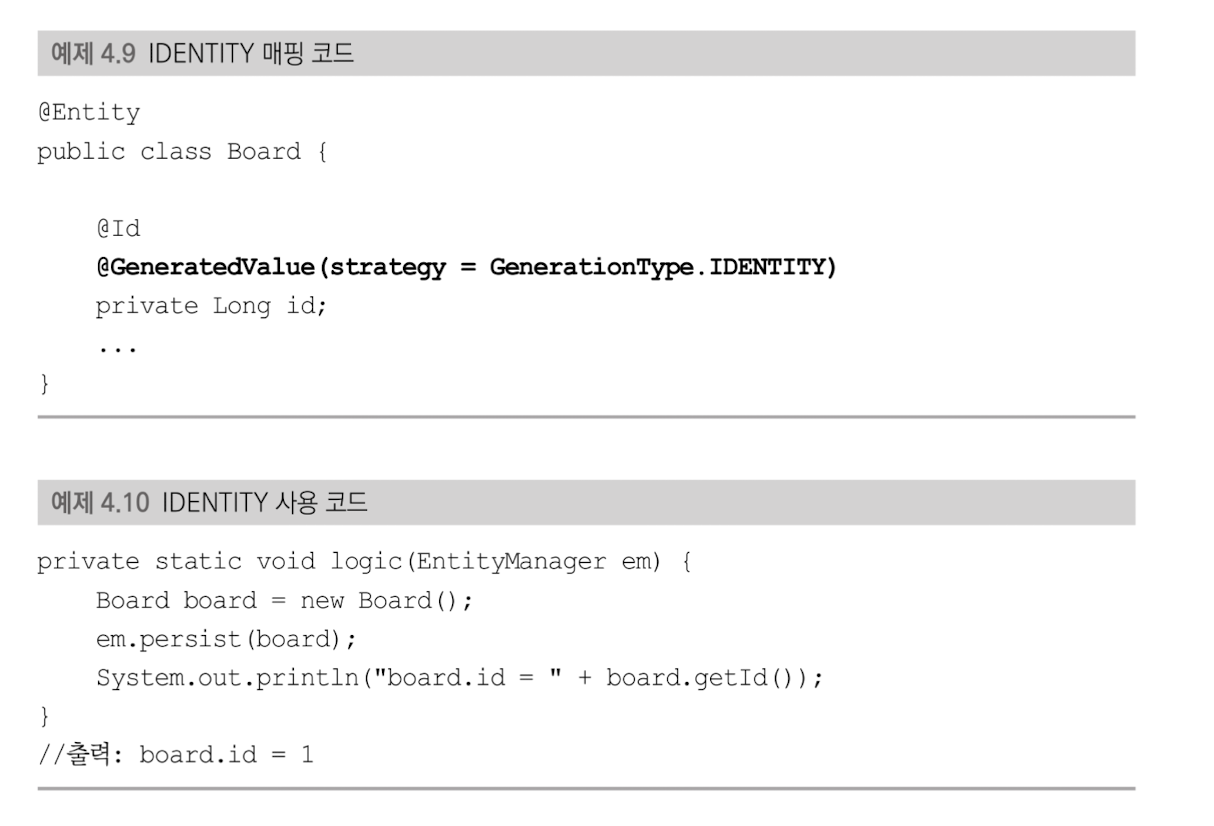 예제 4.9 IDENTITY 매핑 코드
@Entity
public class Board {
@Id
@GeneratedValue(strategy = GenerationType.IDENTITY)
private Long id;
...
}
예제 4.10 IDENTITY 사용 코드
private static void logic(EntityManager em) {
Board board = new Board();
em.persist(board);
System.out.println("board.id = " + board.getId());
}
//출력: board.id = 1